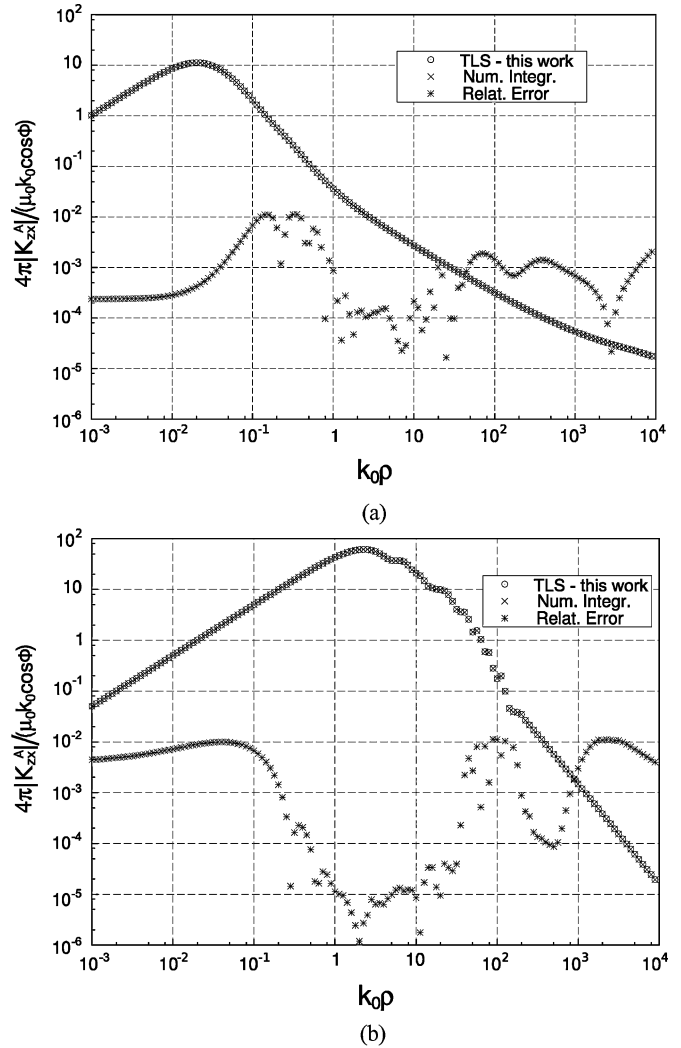 10^2
10
1
10^-1
10^-2
10^-3
10^-4
10^-5
10^-6
4π|K_zx^Â|/(μ₀k₀cosΦ)
TLS - this work
Num. Integr.
Relat. Error
10^-3 10^-2 10^-1 1 10 10^2 10^3 10^4
k₀ρ
(a)
10^2
10
1
10^-1
10^-2
10^-3
10^-4
10^-5
10^-6
4π|K_zx^Â|/(μ₀k₀cosΦ)
TLS - this work
Num. Integr.
Relat. Error
10^-3 10^-2 10^-1 1 10 10^2 10^3 10^4
k₀ρ
(b)